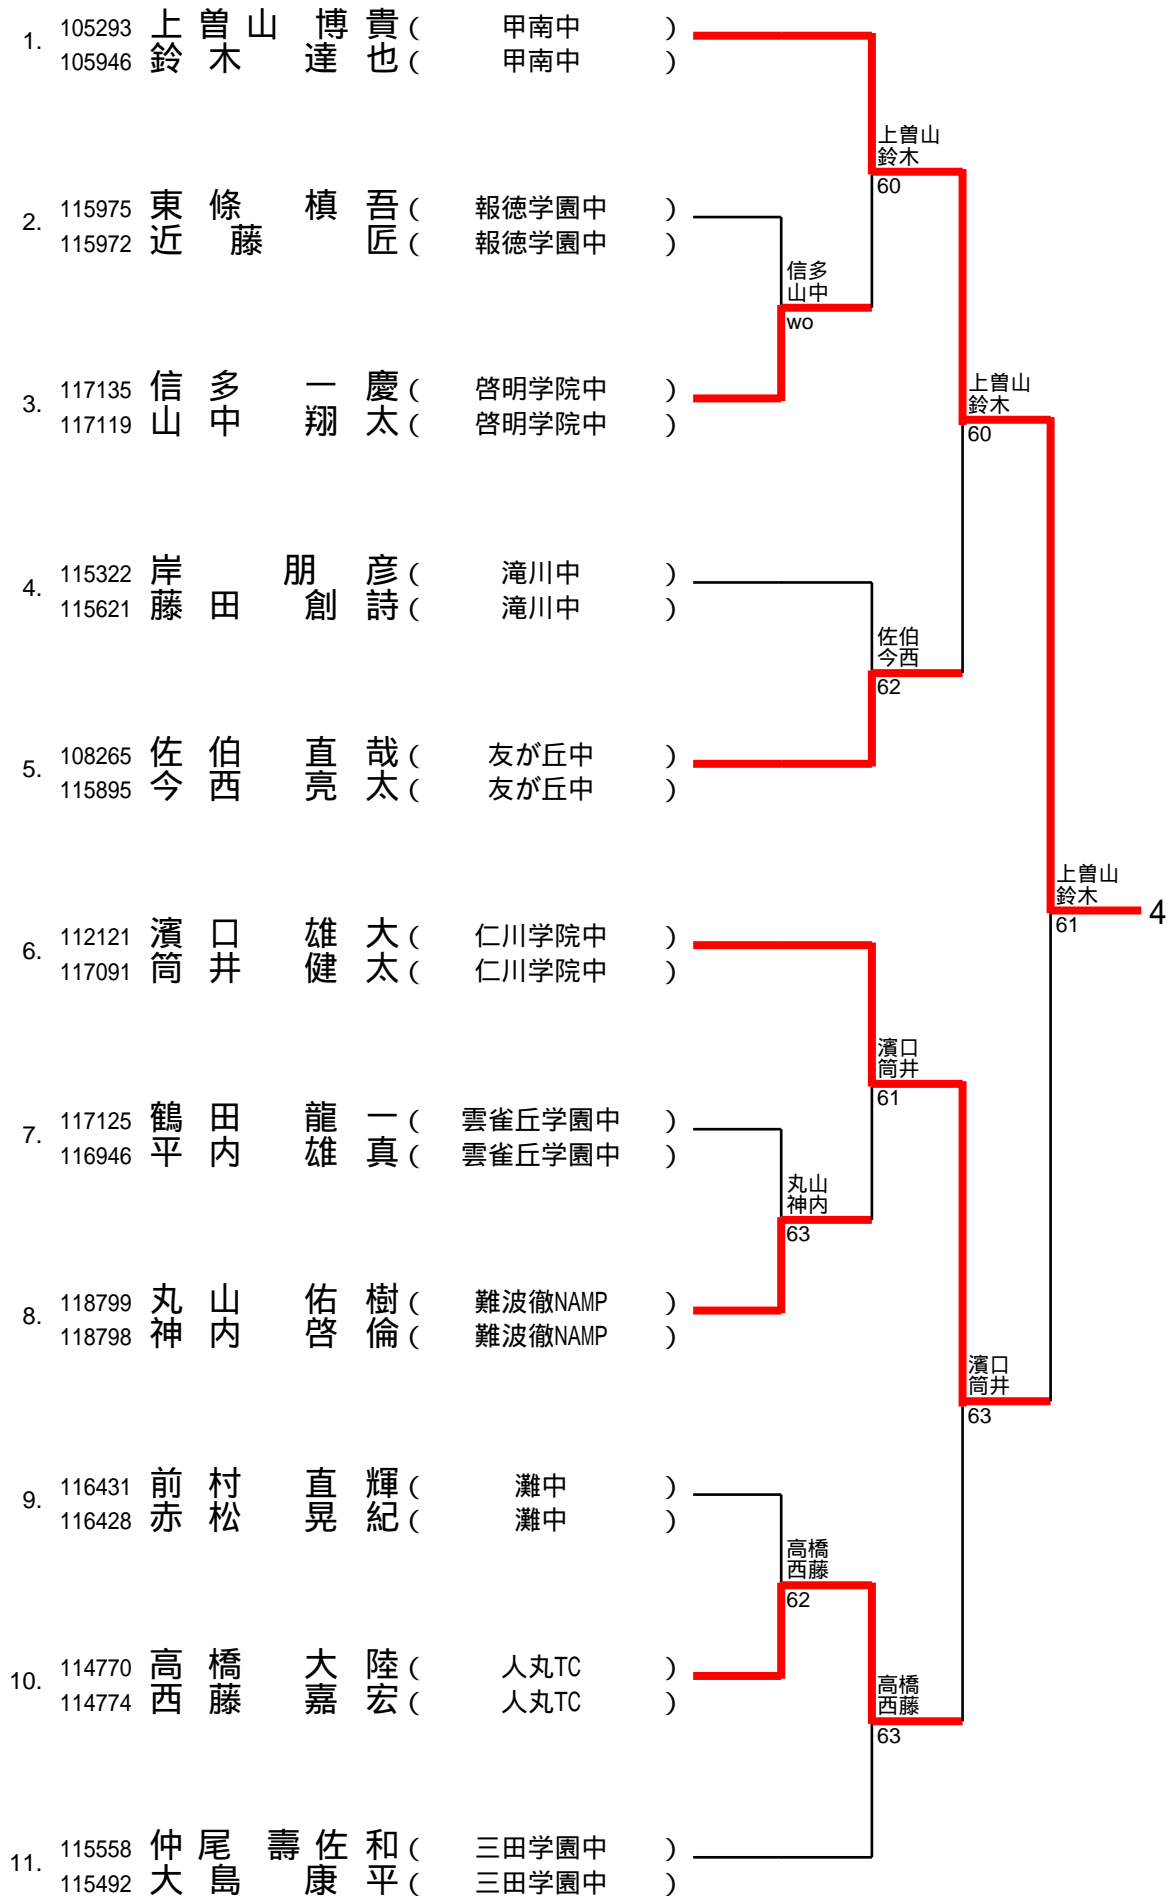 1. 105293 上曽山 博貴 ( 甲南中 )
105946 鈴木 達也 ( 甲南中 )
上曽山
鈴木
60
2. 115975 東條 槙吾 ( 報徳学園中 )
115972 近藤 匠 ( 報徳学園中 )
信多
山中
wo
3. 117135 信多 一慶 ( 啓明学院中 )
117119 山中 翔太 ( 啓明学院中 )
上曽山
鈴木
60
4. 115322 岸 朋彦 ( 滝川中 )
115621 藤田 創詩 ( 滝川中 )
佐伯
今西
62
5. 108265 佐伯 直哉 ( 友が丘中 )
115895 今西 亮太 ( 友が丘中 )
上曽山
鈴木
61
4
6. 112121 濱口 雄大 ( 仁川学院中 )
117091 筒井 健太 ( 仁川学院中 )
濱口
筒井
61
7. 117125 鶴田 龍一 ( 雲雀丘学園中 )
116946 平内 雄真 ( 雲雀丘学園中 )
丸山
神内
63
8. 118799 丸山 佑樹 ( 難波徹NAMP )
118798 神内 啓倫 ( 難波徹NAMP )
濱口
筒井
63
9. 116431 前村 直輝 ( 灘中 )
116428 赤松 晃紀 ( 灘中 )
高橋
西藤
62
10. 114770 高橋 大陸 ( 人丸TC )
114774 西藤 嘉宏 ( 人丸TC )
高橋
西藤
63
11. 115558 仲尾 壽佐和 ( 三田学園中 )
115492 大島 康平 ( 三田学園中 )